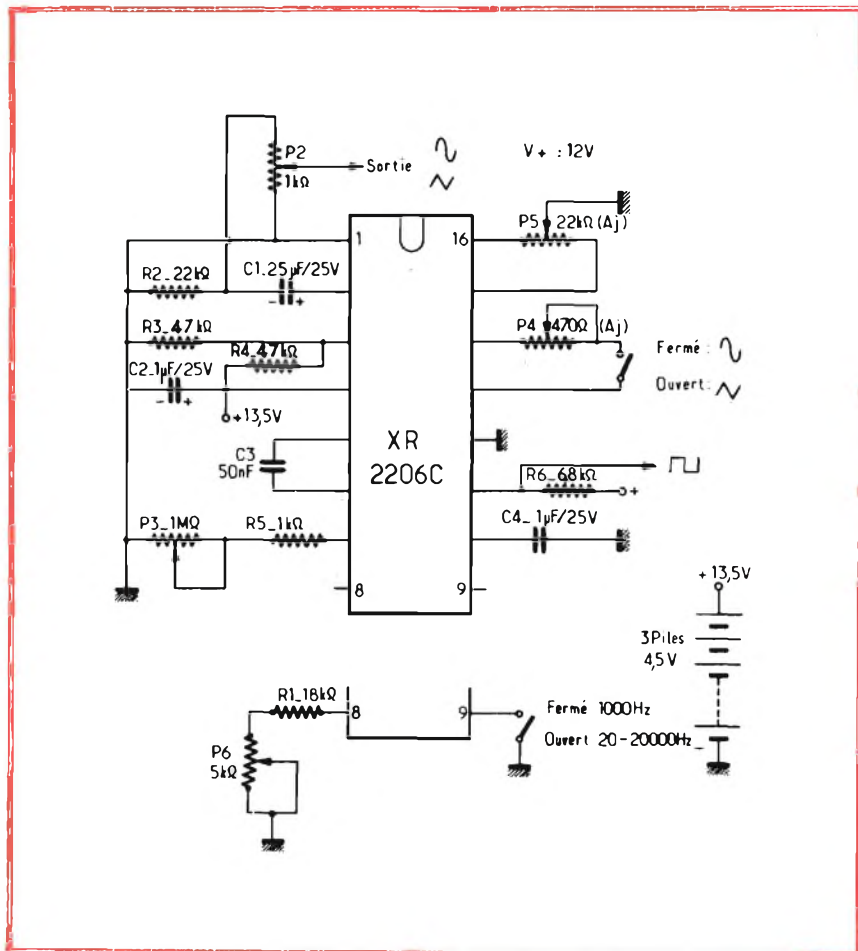 P2
1kΩ
Sortie
V+ : 12V
1
16
P5 22kΩ (Aj)
R2_22kΩ
C1_25µF/25V
- +
R3_47kΩ
R4_47kΩ
P4 470Ω (Aj)
Fermé :
Ouvert :
C2_1µF/25V
- +
+13,5V
C3
50nF
XR
2206C
R6_68kΩ
+
P3_1MΩ
R5_1kΩ
C4_1µF/25V
8
9
+13,5V
3 Piles
4,5V
R1_18kΩ
8
9
Fermé 1000Hz
Ouvert 20-20000Hz
P6
5kΩ